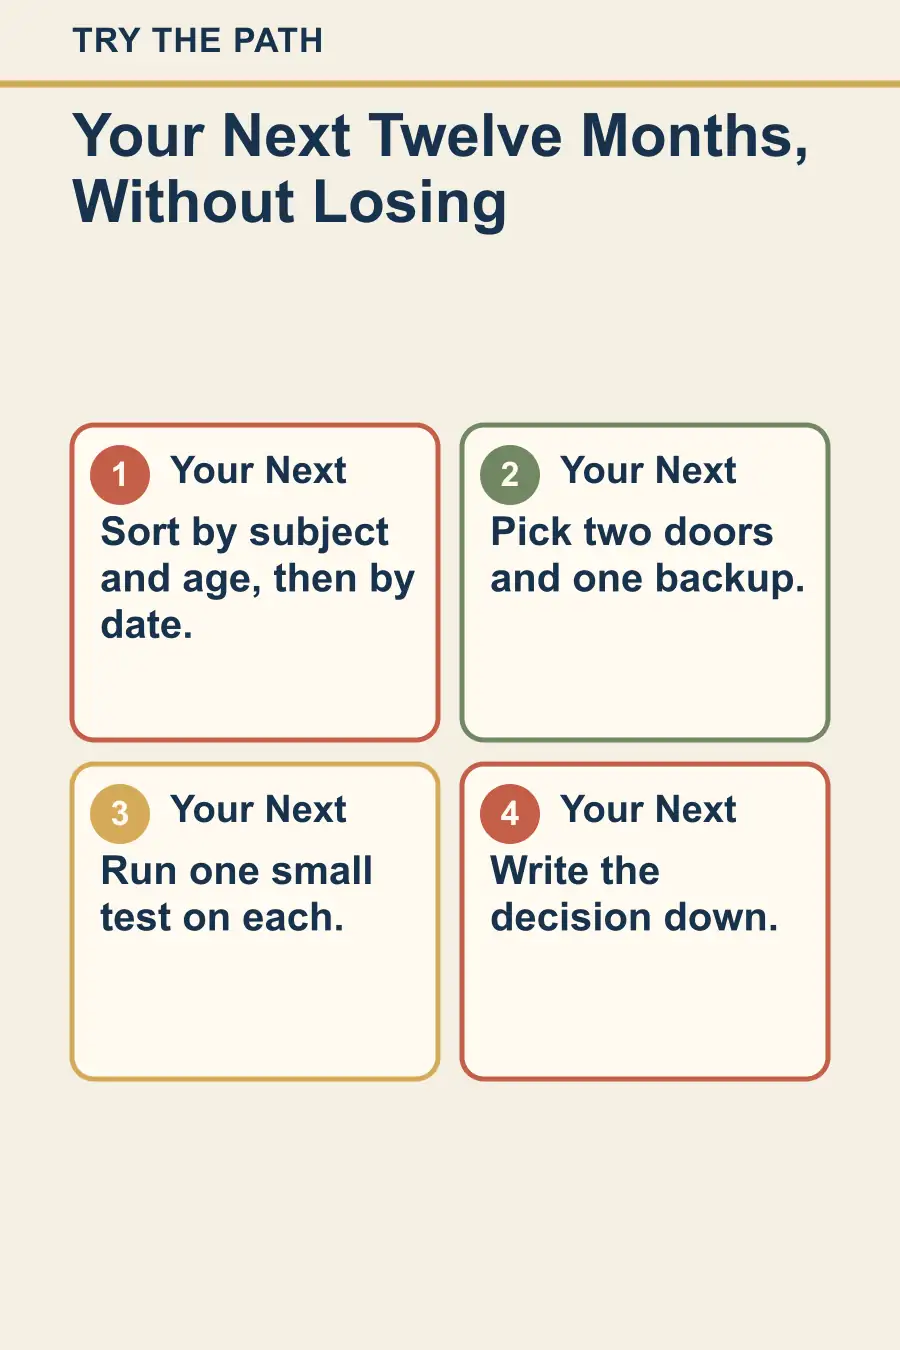 TRY THE PATH
Your Next Twelve Months,
Without Losing
1 Your Next
Sort by subject
and age, then by
date.
2 Your Next
Pick two doors
and one backup.
3 Your Next
Run one small
test on each.
4 Your Next
Write the
decision down.